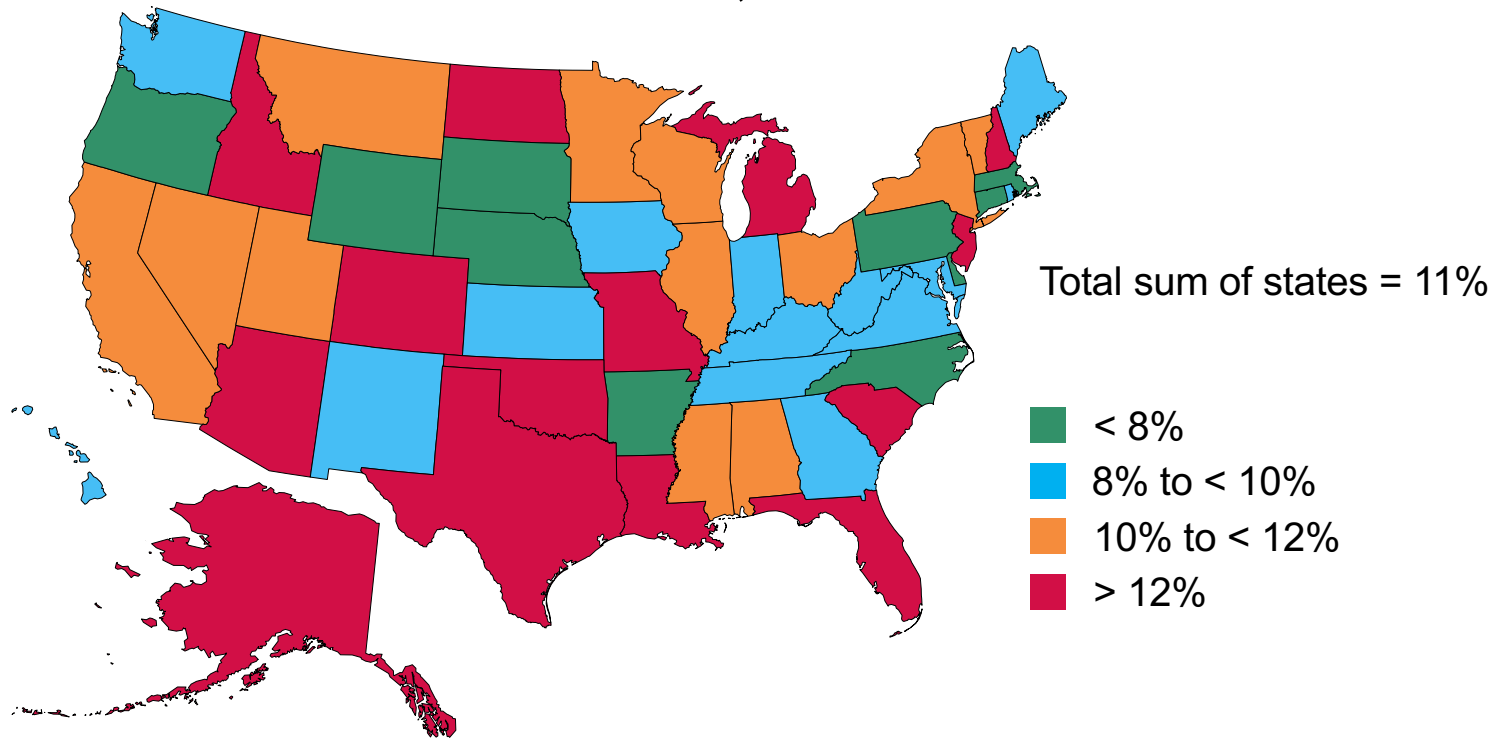 Total sum of states = 11%
< 8%
8% to < 10%
10% to < 12%
> 12%